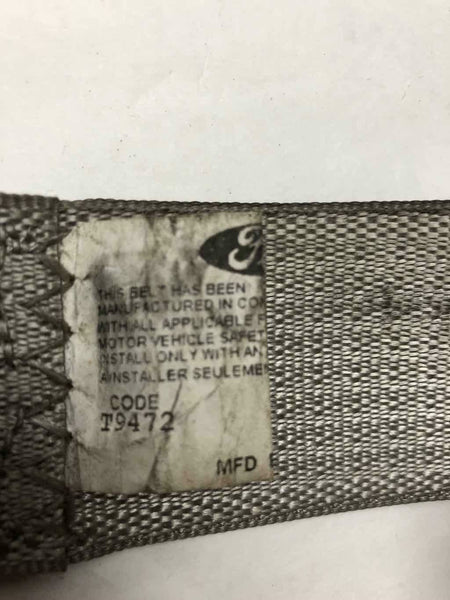 THIS BELT HAS BEEN
MANUFACTURED IN CO
WITH ALL APPLICABLE F
MOTOR VEHICLE SAFET
INSTALL ONLY WITH AN
A INSTALLER SEULEME
CODE
T9472
MFD